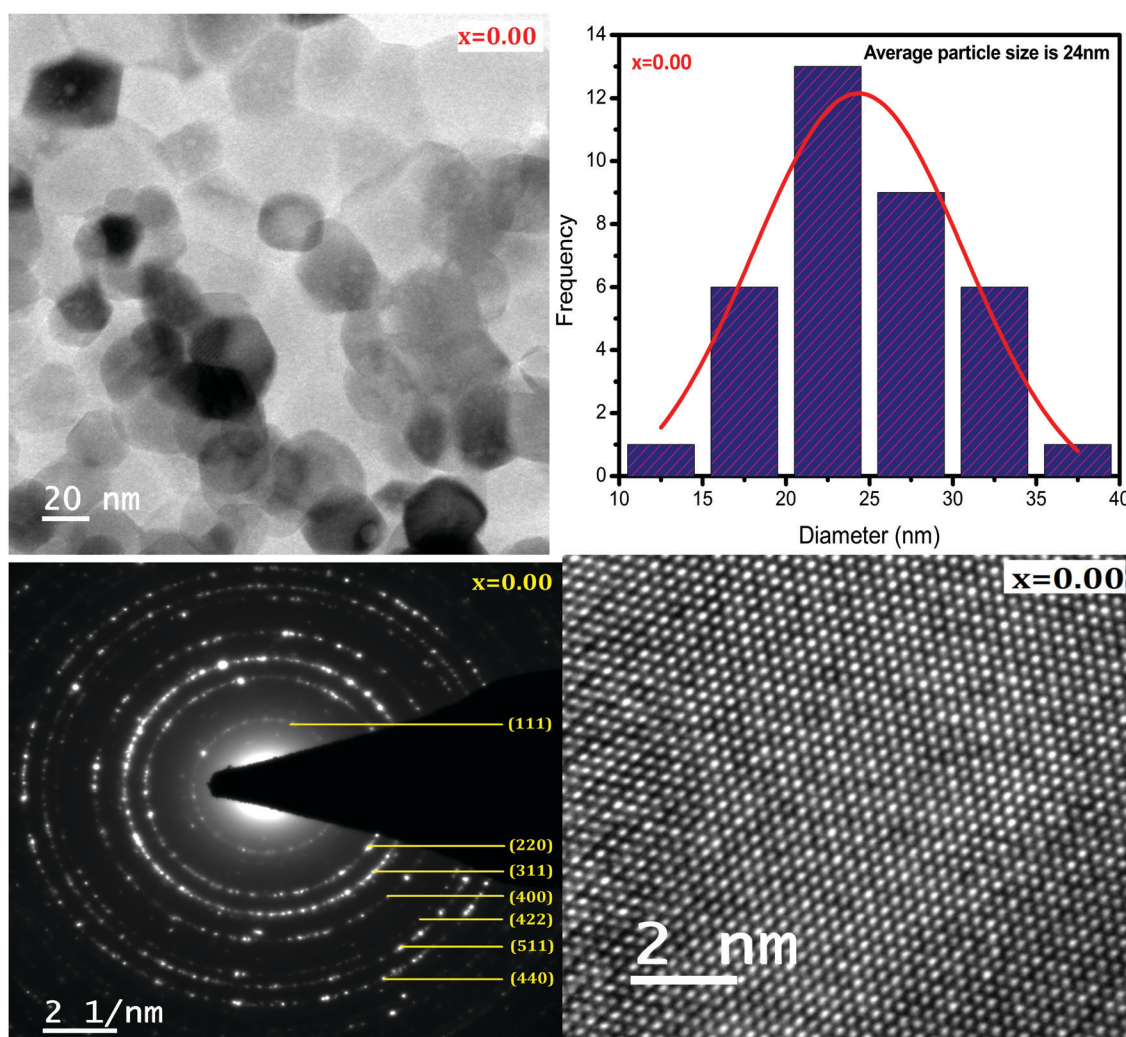 x=0.00
20 nm
x=0.00
Average particle size is 24nm
14
12
10
8
6
4
2
0
Frequency
10 15 20 25 30 35 40
Diameter (nm)
x=0.00
(111)
(220)
(311)
(400)
(422)
(511)
(440)
2 1/nm
x=0.00
2 nm